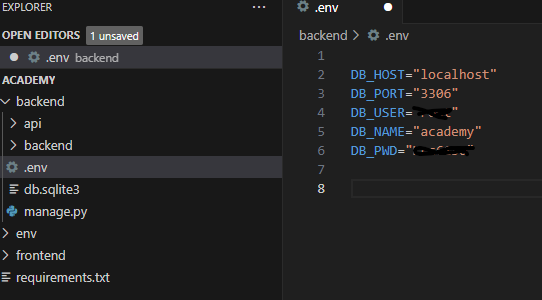 EXPLORER
...
OPEN EDITORS 1 unsaved
.env backend
ACADEMY
backend
api
backend
.env
db.sqlite3
manage.py
env
frontend
requirements.txt
.env
backend > .env
1
2 DB_HOST="localhost"
3 DB_PORT="3306"
4 DB_USER="
5 DB_NAME="academy"
6 DB_PWD="
7
8